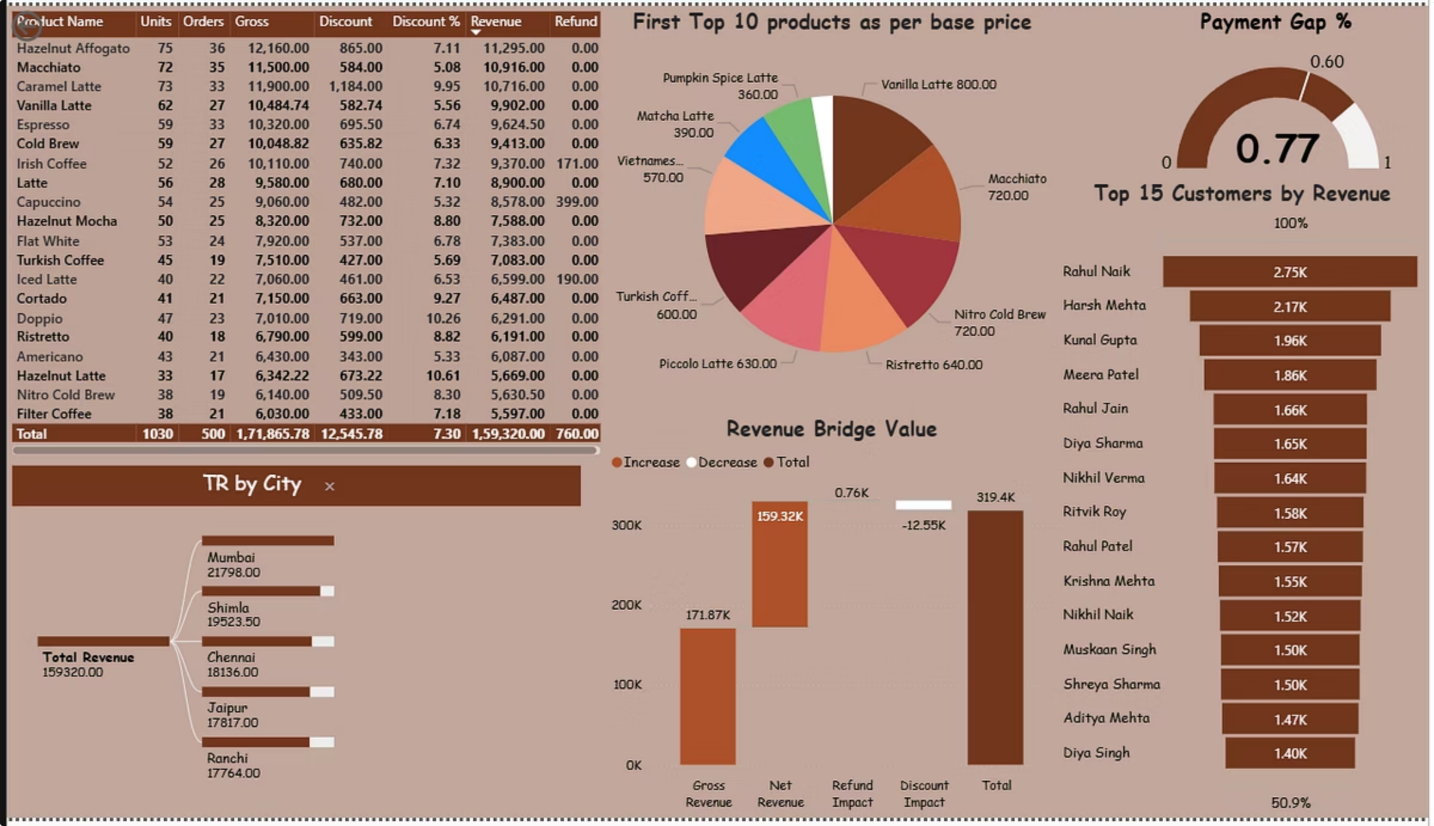 Product Name Units Orders Gross Discount Discount % Revenue Refund
Hazelnut Affogato 75 36 12,160.00 865.00 7.11 11,295.00 0.00
Macchiato 72 35 11,500.00 584.00 5.08 10,916.00 0.00
Caramel Latte 73 33 11,900.00 1,184.00 9.95 10,716.00 0.00
Vanilla Latte 62 27 10,484.74 582.74 5.56 9,902.00 0.00
Espresso 59 33 10,320.00 695.50 6.74 9,624.50 0.00
Cold Brew 59 27 10,048.82 635.82 6.33 9,413.00 0.00
Irish Coffee 52 26 10,110.00 740.00 7.32 9,370.00 171.00
Latte 56 28 9,580.00 680.00 7.10 8,900.00 0.00
Capuccino 54 25 9,060.00 482.00 5.32 8,578.00 399.00
Hazelnut Mocha 50 25 8,320.00 732.00 8.80 7,588.00 0.00
Flat White 53 24 7,920.00 537.00 6.78 7,383.00 0.00
Turkish Coffee 45 19 7,510.00 427.00 5.69 7,083.00 0.00
Iced Latte 40 22 7,060.00 461.00 6.53 6,599.00 190.00
Cortado 41 21 7,150.00 663.00 9.27 6,487.00 0.00
Doppio 47 23 7,010.00 719.00 10.26 6,291.00 0.00
Ristretto 40 18 6,790.00 599.00 8.82 6,191.00 0.00
Americano 43 21 6,430.00 343.00 5.33 6,087.00 0.00
Hazelnut Latte 33 17 6,342.22 673.22 10.61 5,669.00 0.00
Nitro Cold Brew 38 19 6,140.00 509.50 8.30 5,630.50 0.00
Filter Coffee 38 21 6,030.00 433.00 7.18 5,597.00 0.00
Total 1030 500 1,71,865.78 12,545.78 7.30 1,59,320.00 760.00
TR by City ×
Total Revenue
159320.00
Mumbai
21798.00
Shimla
19523.50
Chennai
18136.00
Jaipur
17817.00
Ranchi
17764.00
First Top 10 products as per base price
Vanilla Latte 800.00
Macchiato
720.00
Nitro Cold Brew
720.00
Ristretto 640.00
Piccolo Latte 630.00
Turkish Coff...
600.00
Vietnames...
570.00
Matcha Latte
390.00
Pumpkin Spice Latte
360.00
Revenue Bridge Value
Increase Decrease Total
300K
200K
100K
0K
171.87K
159.32K
0.76K
-12.55K
319.4K
Gross
Revenue
Net
Revenue
Refund
Impact
Discount
Impact
Total
Payment Gap %
0.60
0.77
0
1
Top 15 Customers by Revenue
100%
Rahul Naik 2.75K
Harsh Mehta 2.17K
Kunal Gupta 1.96K
Meera Patel 1.86K
Rahul Jain 1.66K
Diya Sharma 1.65K
Nikhil Verma 1.64K
Ritvik Roy 1.58K
Rahul Patel 1.57K
Krishna Mehta 1.55K
Nikhil Naik 1.52K
Muskaan Singh 1.50K
Shreya Sharma 1.50K
Aditya Mehta 1.47K
Diya Singh 1.40K
50.9%